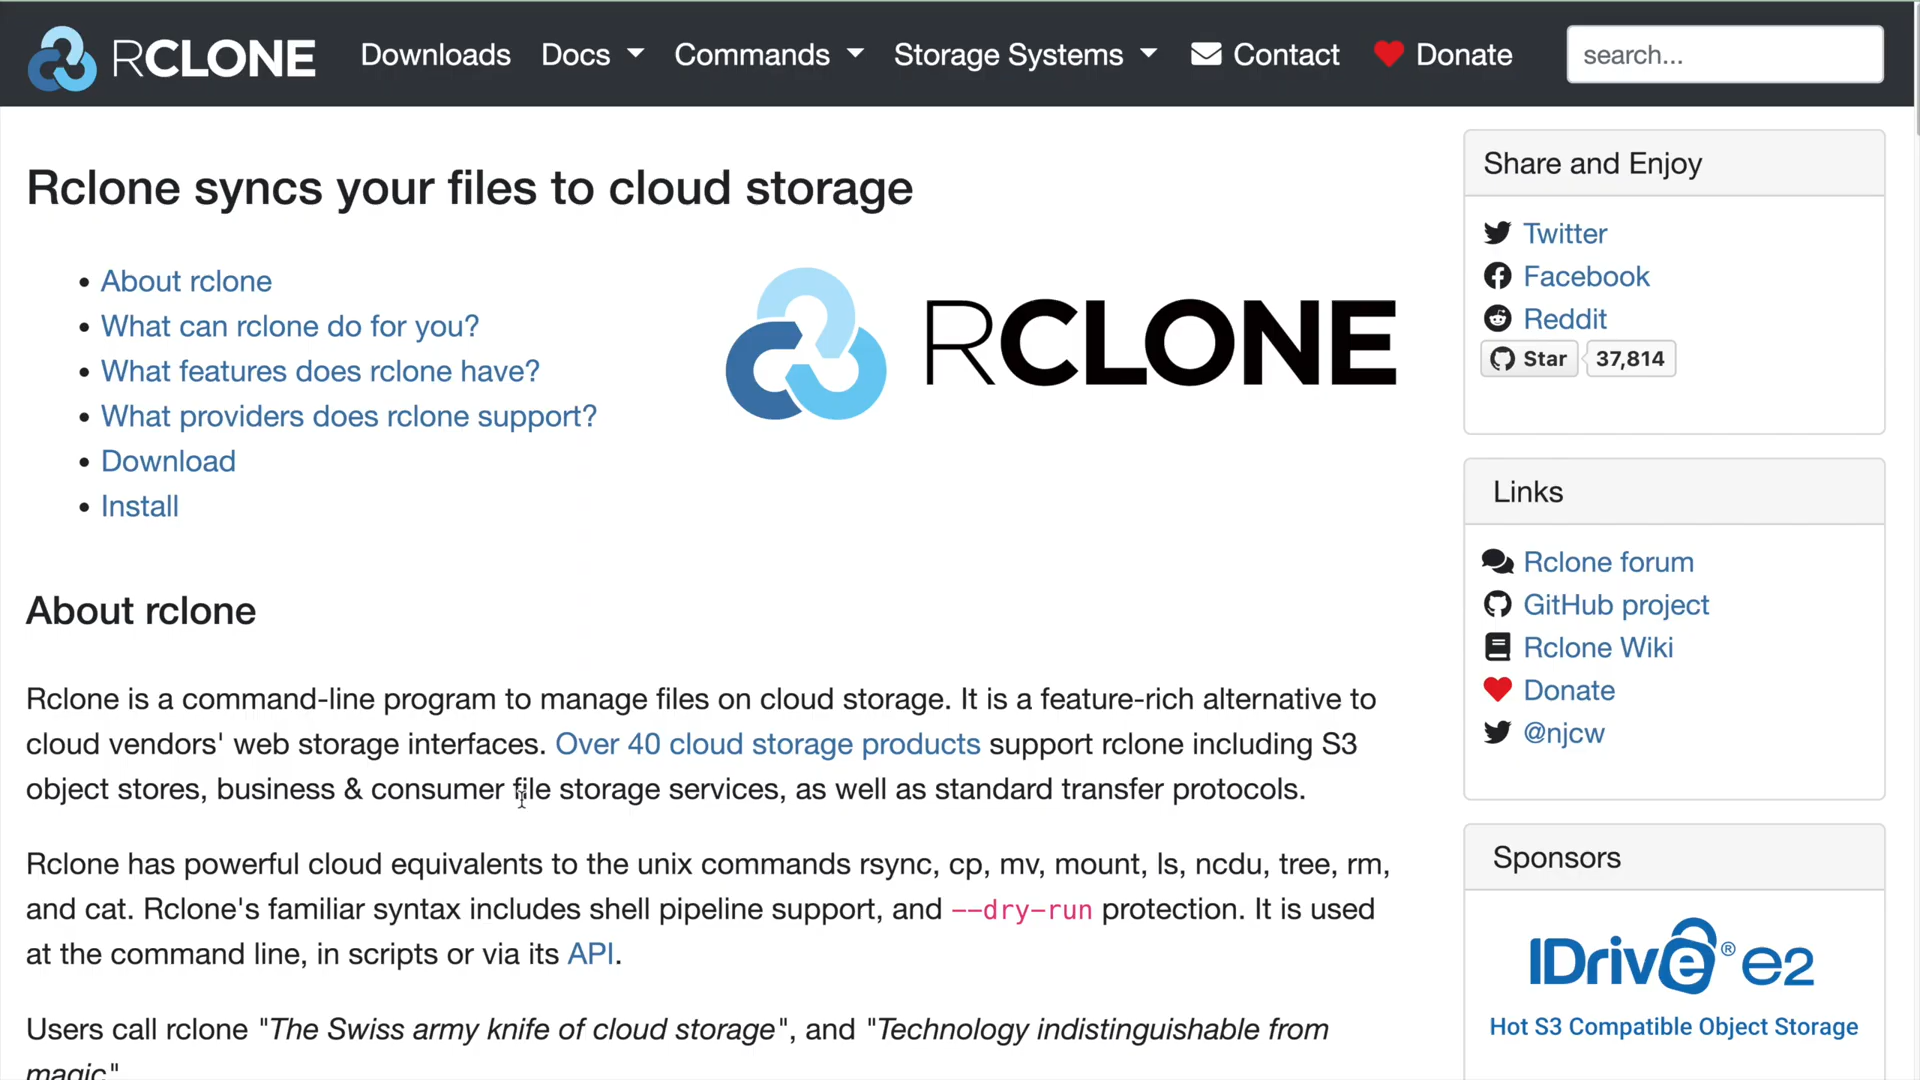 RCLONE Downloads Docs Commands Storage Systems Contact Donate search...
Rclone syncs your files to cloud storage
About rclone
What can rclone do for you?
What features does rclone have?
What providers does rclone support?
Download
Install
RCLONE
About rclone
Rclone is a command-line program to manage files on cloud storage. It is a feature-rich alternative to
cloud vendors' web storage interfaces. Over 40 cloud storage products support rclone including S3
object stores, business & consumer file storage services, as well as standard transfer protocols.
Rclone has powerful cloud equivalents to the unix commands rsync, cp, mv, mount, ls, ncdu, tree, rm,
and cat. Rclone's familiar syntax includes shell pipeline support, and --dry-run protection. It is used
at the command line, in scripts or via its API.
Users call rclone "The Swiss army knife of cloud storage", and "Technology indistinguishable from
magic"
Share and Enjoy
Twitter
Facebook
Reddit
Star 37,814
Links
Rclone forum
GitHub project
Rclone Wiki
Donate
@njcw
Sponsors
IDrive® e2
Hot S3 Compatible Object Storage